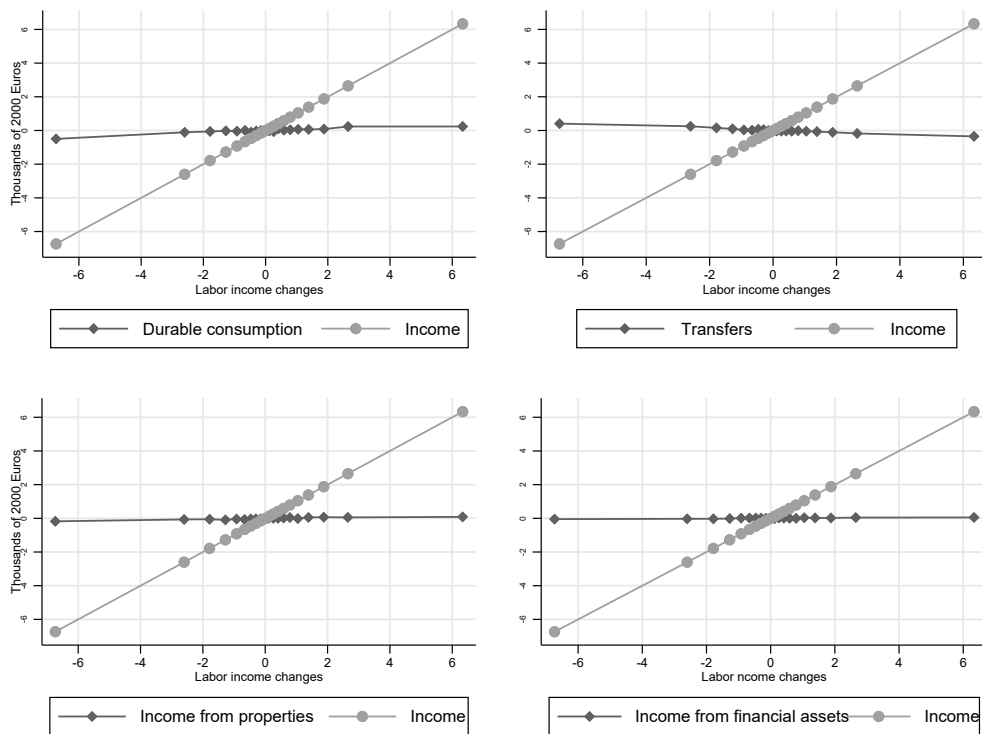 Thousands of 2000 Euros
6
4
2
0
-2
-4
-6
-6 -4 -2 0 2 4 6
Labor income changes
Durable consumption Income
6
4
2
0
-2
-4
-6
-6 -4 -2 0 2 4 6
Labor income changes
Transfers Income
Thousands of 2000 Euros
6
4
2
0
-2
-4
-6
-6 -4 -2 0 2 4 6
Labor income changes
Income from properties Income
6
4
2
0
-2
-4
-6
-6 -4 -2 0 2 4 6
Labor ncome changes
Income from financial assets Income